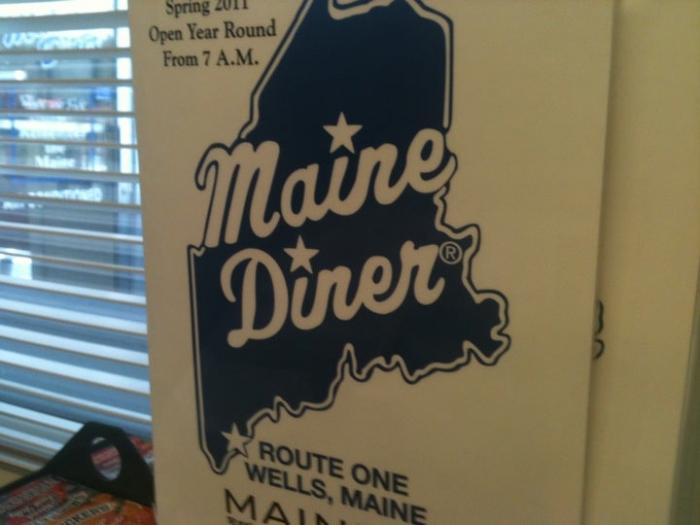 Spring 2011
Open Year Round
From 7 A.M.
Maine
Diner®
ROUTE ONE
WELLS, MAINE